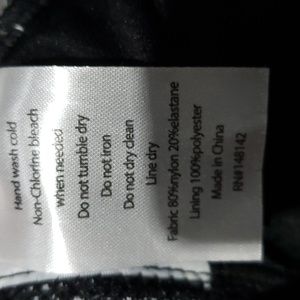 Hand wash cold
Non-Chlorine bleach
when needed
Do not tumble dry
Do not iron
Do not dry clean
Line dry
Fabric 80%nylon 20%elastane
Lining 100%polyester
Made in China
RN#148142